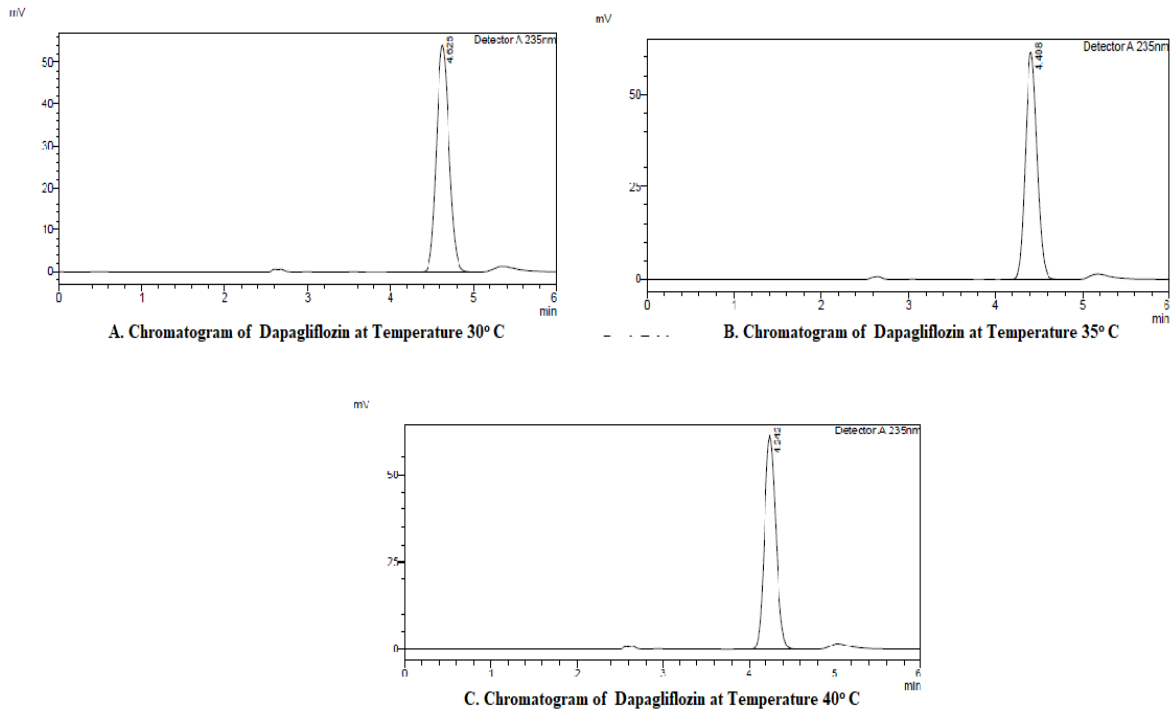 mV
Detector A 235nm
4.625
50
40
30
20
10
0
0 1 2 3 4 5 6
min
A. Chromatogram of Dapagliflozin at Temperature 30° C
mV
Detector A 235nm
4.408
50
25
0
0 1 2 3 4 5 6
min
B. Chromatogram of Dapagliflozin at Temperature 35° C
mV
Detector A 235nm
4.242
50
25
0
0 1 2 3 4 5 6
min
C. Chromatogram of Dapagliflozin at Temperature 40° C